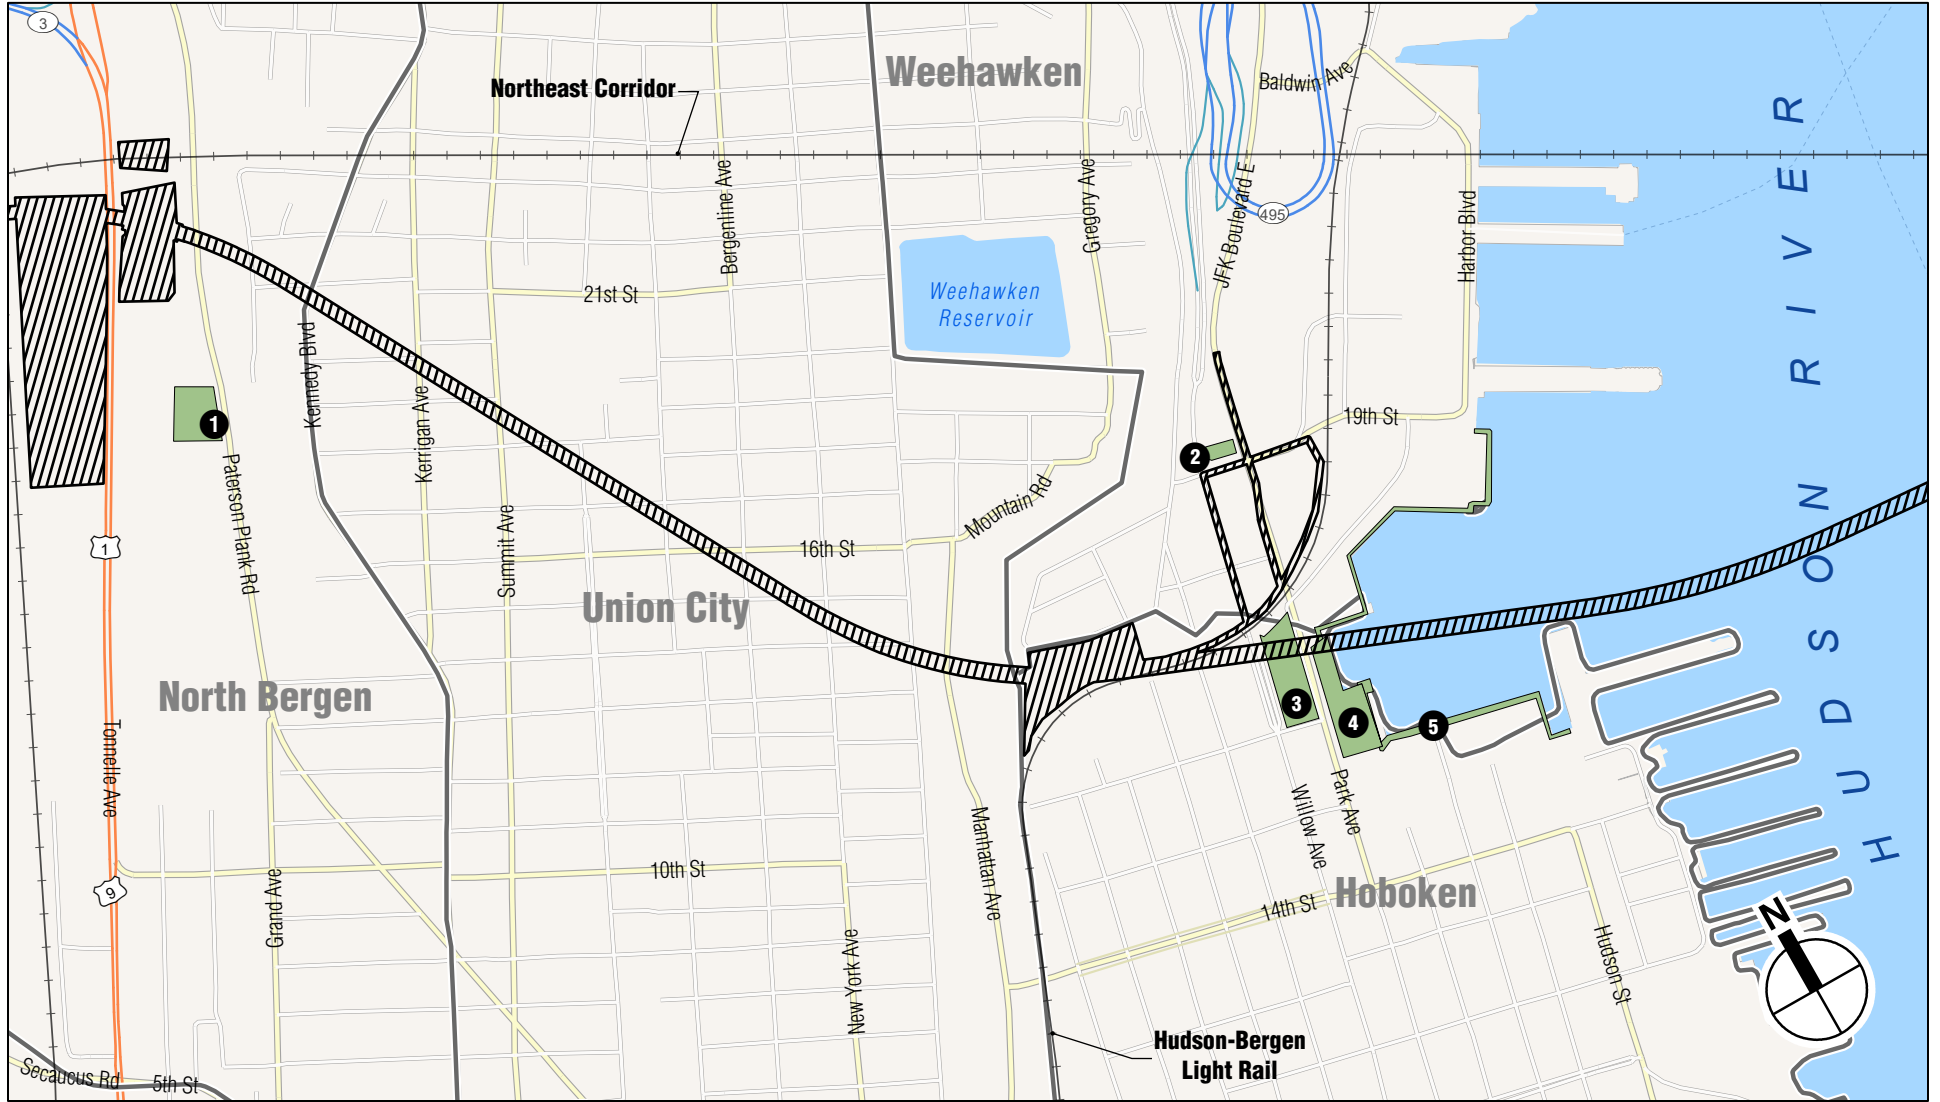 3
Northeast Corridor
Weehawken
Baldwin Ave
Bergenline Ave
Gregory Ave
JFK Boulevard E
495
Harbor Blvd
HUDSON RIVER
21st St
Weehawken
Reservoir
Kennedy Blvd
Kerrigan Ave
1
Paterson Plank Rd
2
19th St
1
Summit Ave
16th St
Mountain Rd
Union City
North Bergen
Tonnelle Ave
3
4
5
Willow Ave
Park Ave
Manhattan Ave
10th St
9
Grand Ave
New York Ave
14th St
Hoboken
Hudson St
N
Hudson-Bergen
Light Rail
Secaucus Rd
5th St